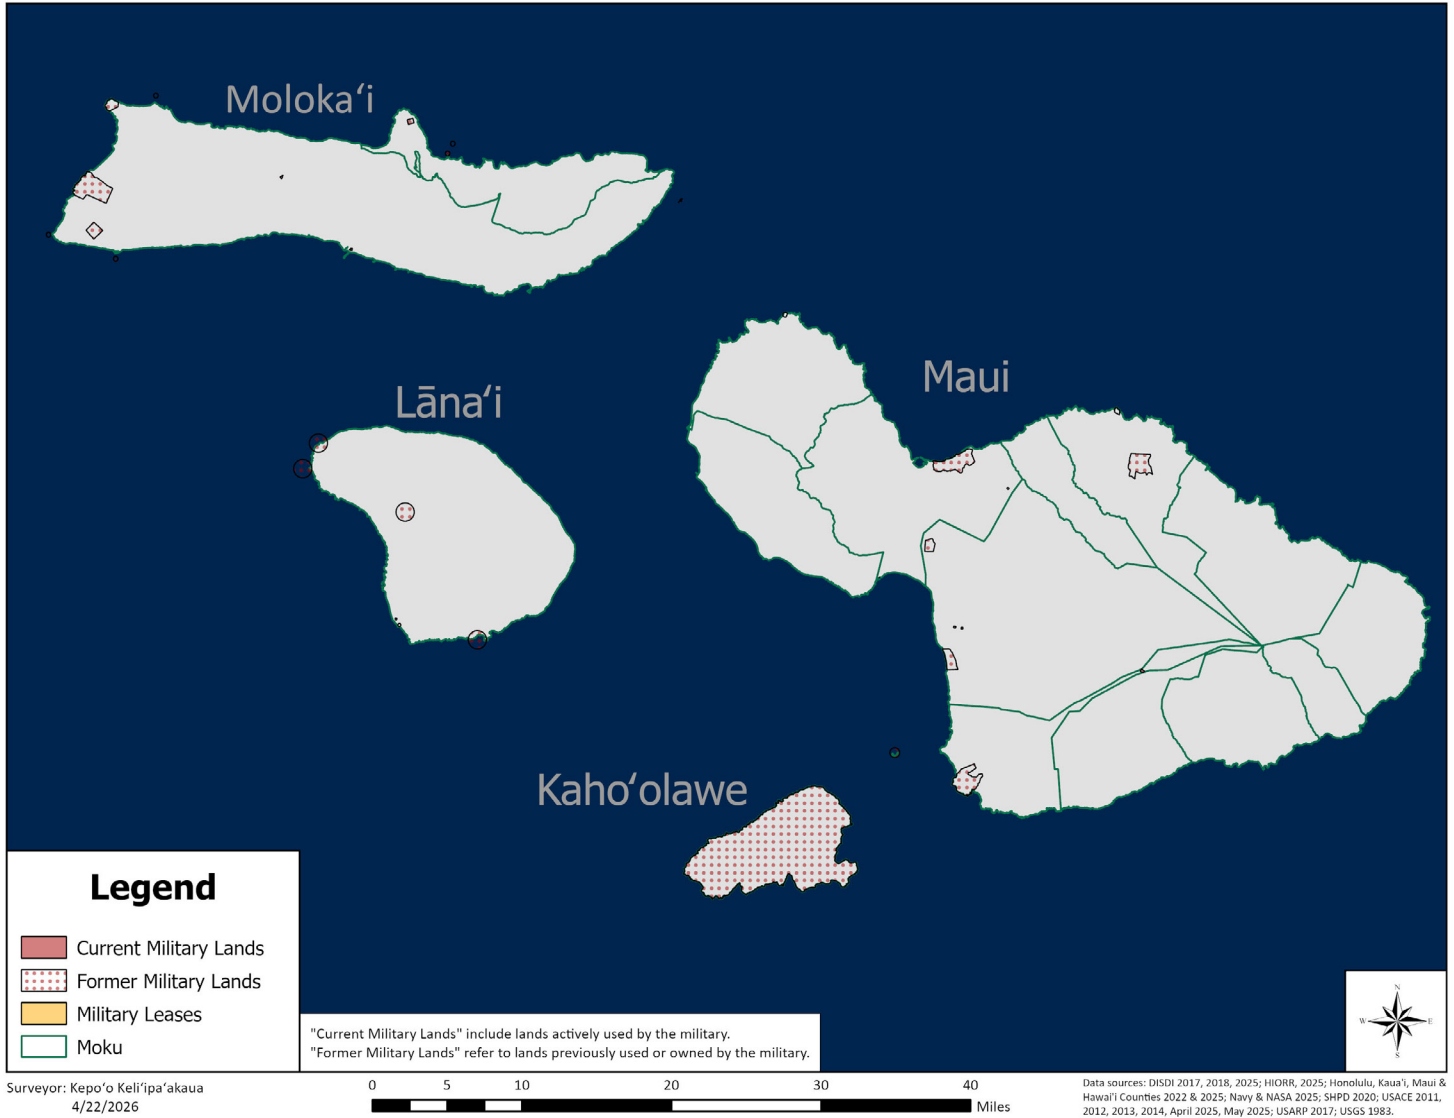 Molokaʻi
Maui
Lānaʻi
Kahoʻolawe
Legend
Current Military Lands
Former Military Lands
Military Leases
Moku
"Current Military Lands" include lands actively used by the military.
"Former Military Lands" refer to lands previously used or owned by the military.
N
W E
S
Surveyor: Kepoʻo Keliʻipaʻakaua
4/22/2026
0 5 10 20 30 40
Miles
Data sources: DISDI 2017, 2018, 2025; HIORR, 2025; Honolulu, Kauaʻi, Maui &
Hawaiʻi Counties 2022 & 2025; Navy & NASA 2025; SHPD 2020; USACE 2011,
2012, 2013, 2014, April 2025, May 2025; USARP 2017; USGS 1983.